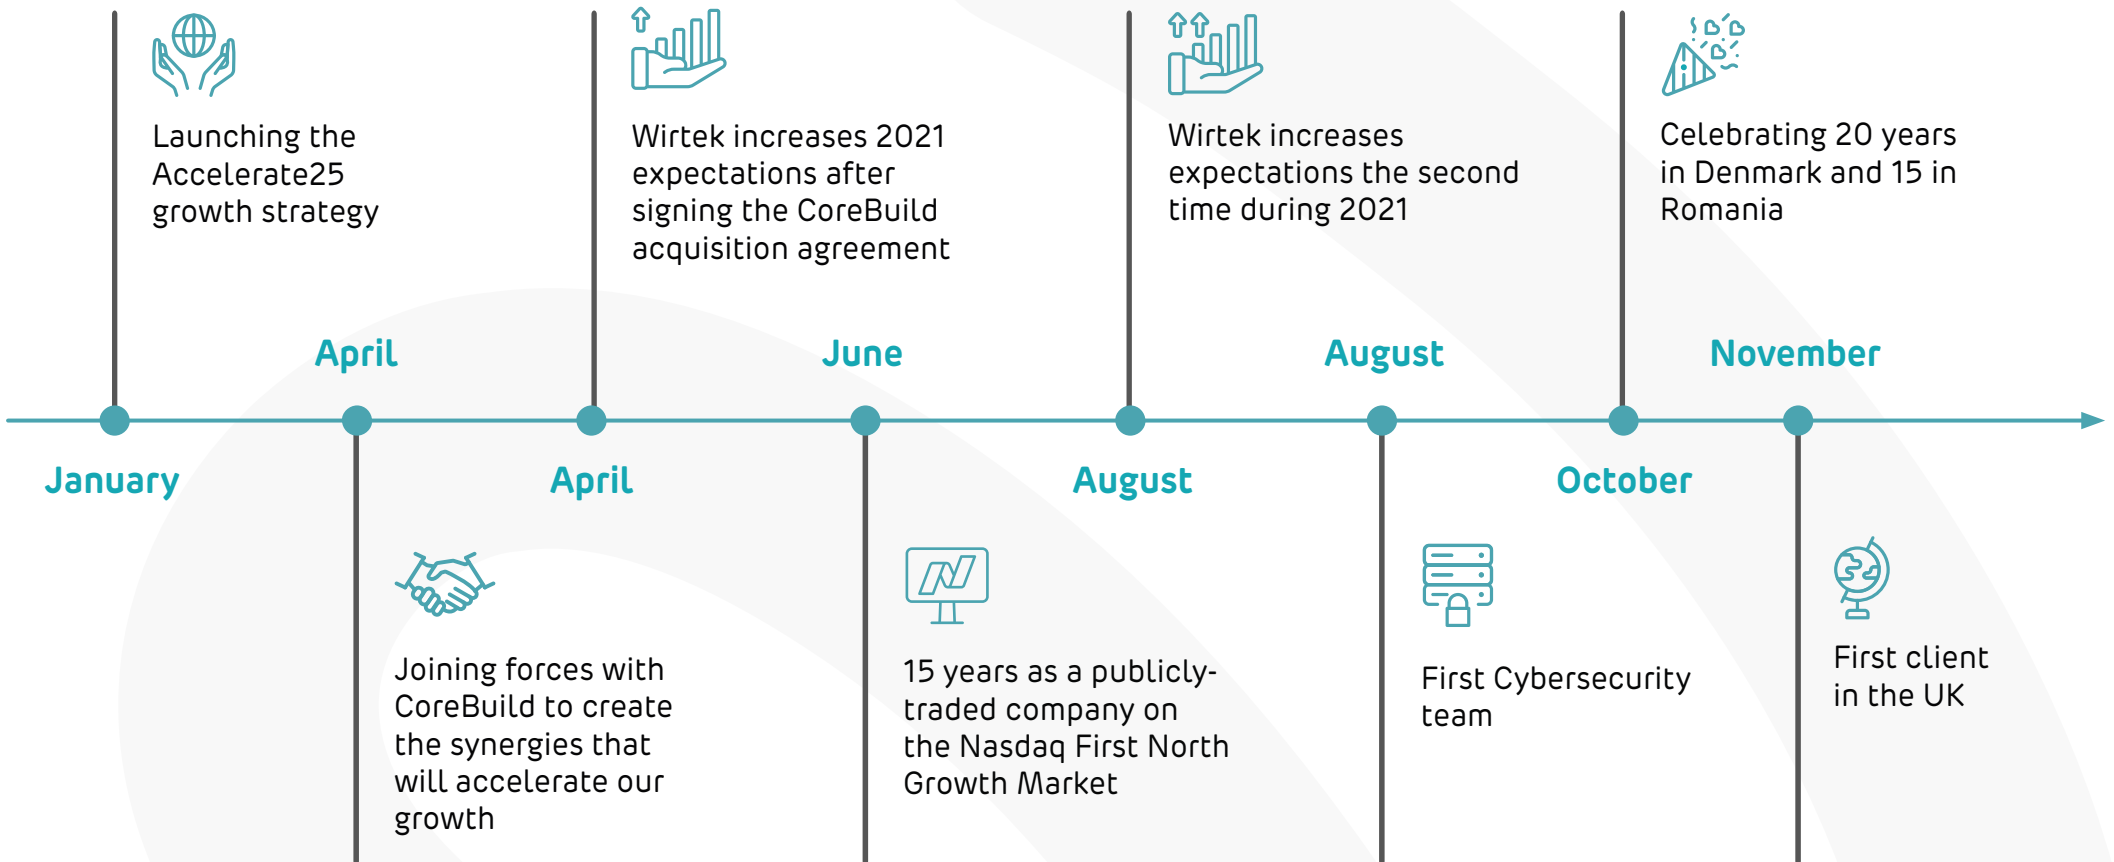 Launching the
Accelerate25
growth strategy
Wirtek increases 2021
expectations after
signing the CoreBuild
acquisition agreement
Wirtek increases
expectations the second
time during 2021
Celebrating 20 years
in Denmark and 15 in
Romania
April
June
August
November
January
April
August
October
Joining forces with
CoreBuild to create
the synergies that
will accelerate our
growth
15 years as a publicly-
traded company on
the Nasdaq First North
Growth Market
First Cybersecurity
team
First client
in the UK